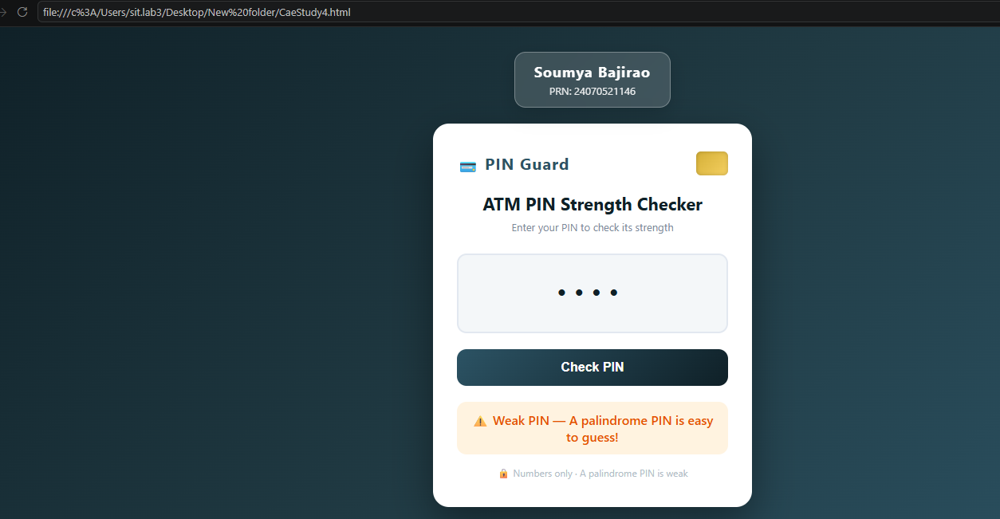 file:///c%3A/Users/sit.lab3/Desktop/New%20folder/CaeStudy4.html
Soumya Bajirao
PRN: 24070521146
PIN Guard
ATM PIN Strength Checker
Enter your PIN to check its strength
••••
Check PIN
⚠️ Weak PIN — A palindrome PIN is easy
to guess!
🔒 Numbers only · A palindrome PIN is weak